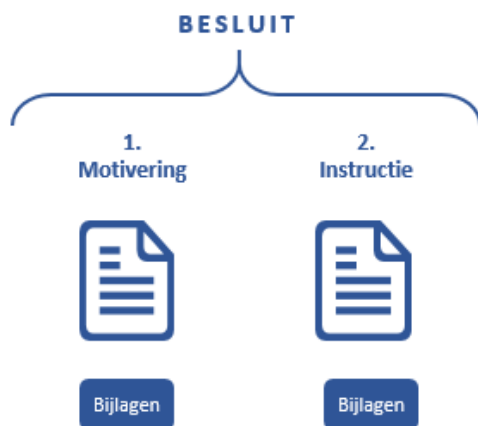 BESLUIT
1.
Motivering
2.
Instructie
Bijlagen
Bijlagen